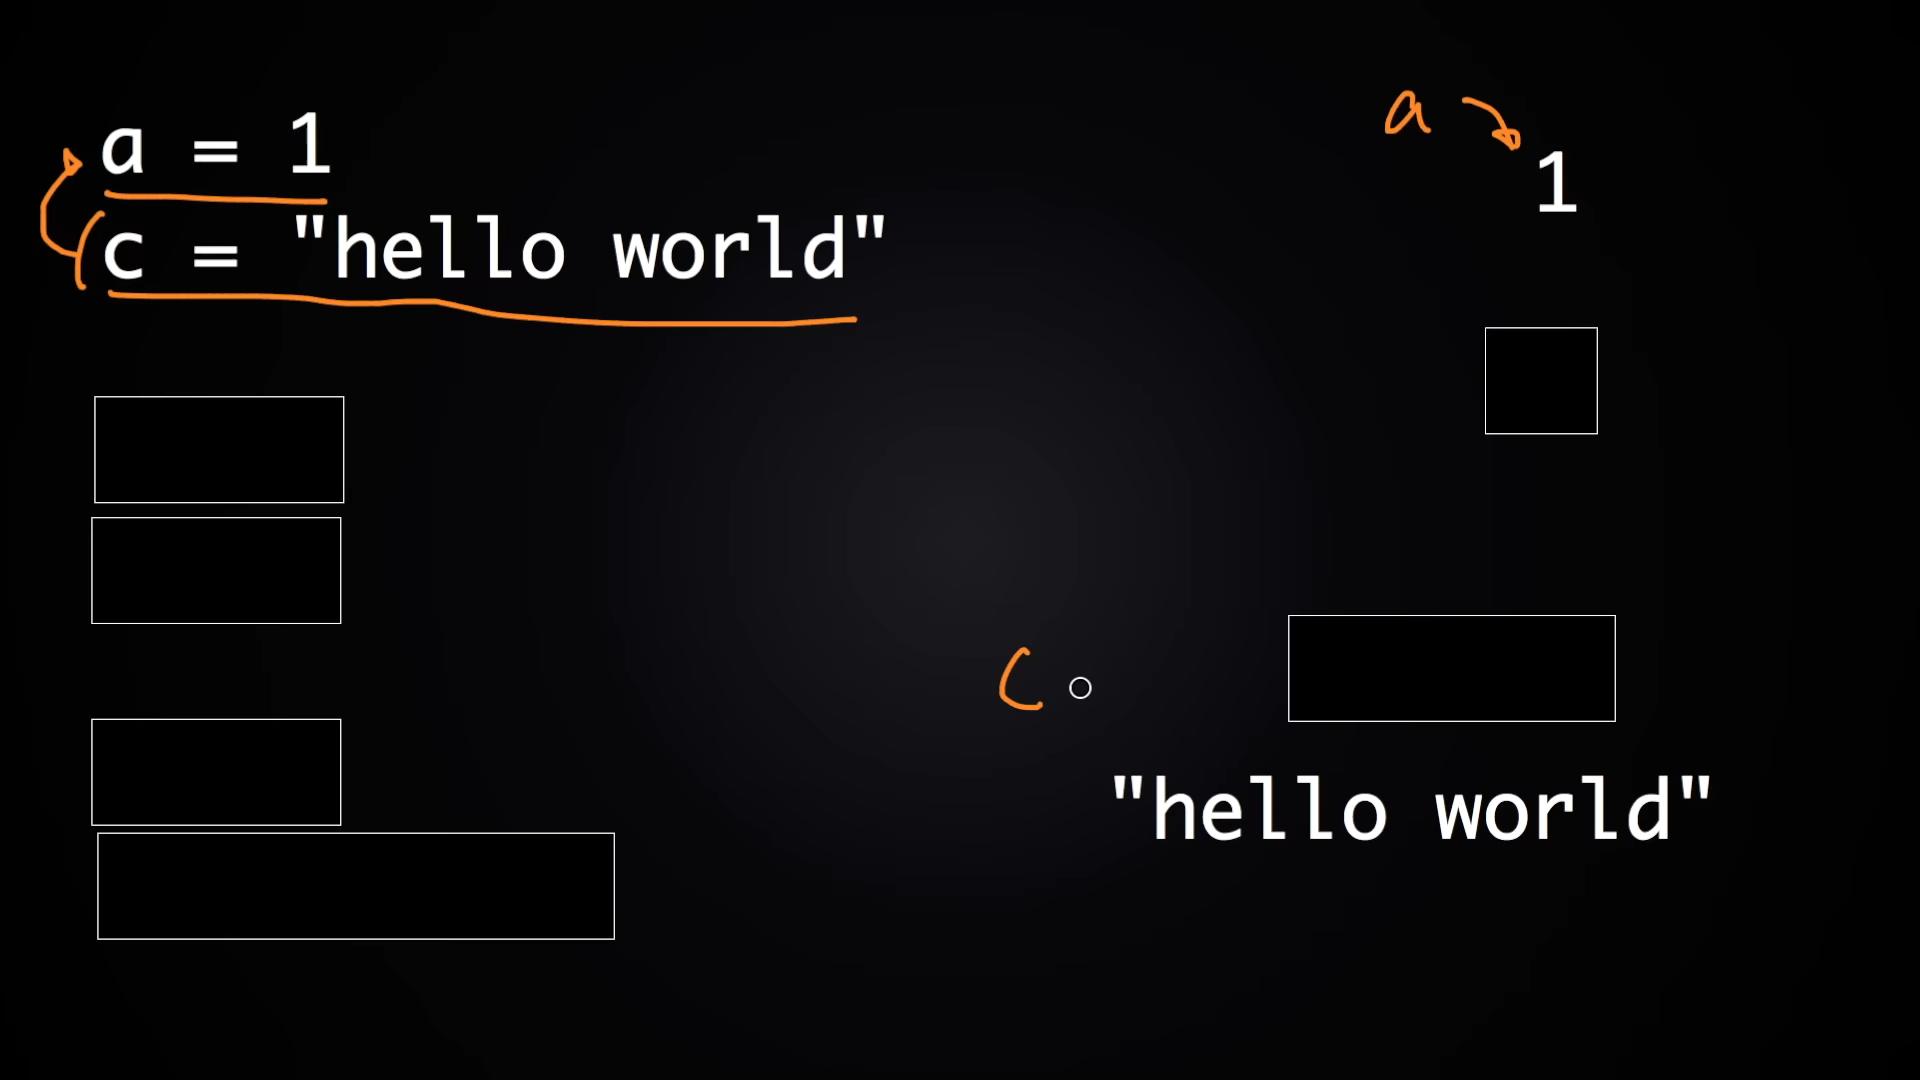 a = 1
c = "hello world"
a
1
c
"hello world"